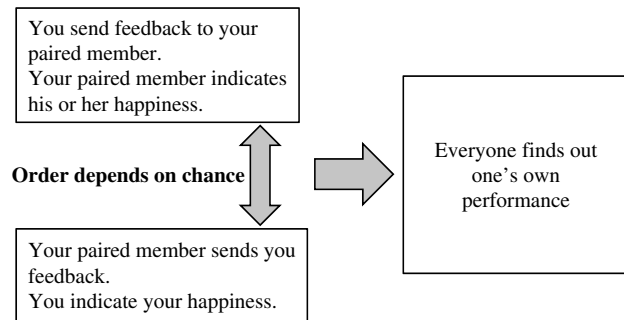 You send feedback to your
paired member.
Your paired member indicates
his or her happiness.
Order depends on chance
Your paired member sends you
feedback.
You indicate your happiness.
Everyone finds out
one’s own
performance